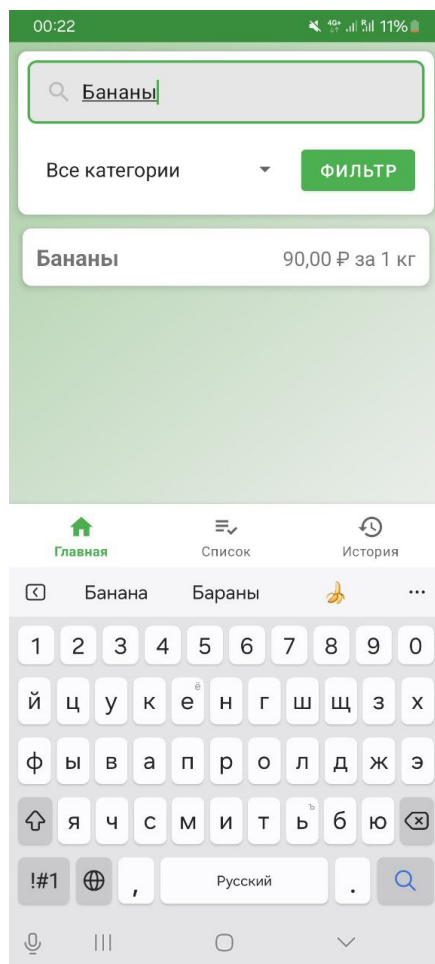 00:22 4G+ R 11%
Бананы
Все категории ФИЛЬТР
Бананы 90,00 ₽ за 1 кг
Главная Список История
Банана Бараны 🍌 ...
1 2 3 4 5 6 7 8 9 0
й ц у к е ё н г ш щ з х
ф ы в а п р о л д ж э
я ч с м и т ь ъ б ю
!#1 , Русский .